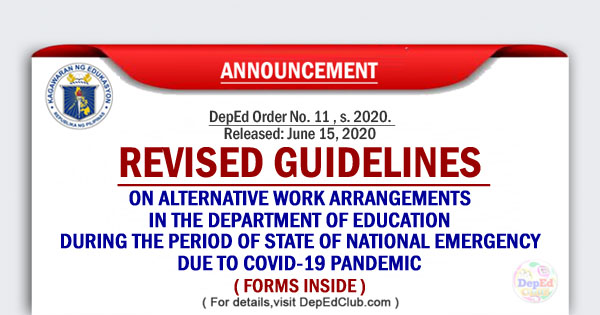 ANNOUNCEMENT
KAGAWARAN NG EDUKASYON
REPUBLIKA NG PILIPINAS
DepEd Order No. 11 , s. 2020.
Released: June 15, 2020
REVISED GUIDELINES
ON ALTERNATIVE WORK ARRANGEMENTS
IN THE DEPARTMENT OF EDUCATION
DURING THE PERIOD OF STATE OF NATIONAL EMERGENCY
DUE TO COVID-19 PANDEMIC
( FORMS INSIDE )
( For details,visit DepEdClub.com )
DepEd